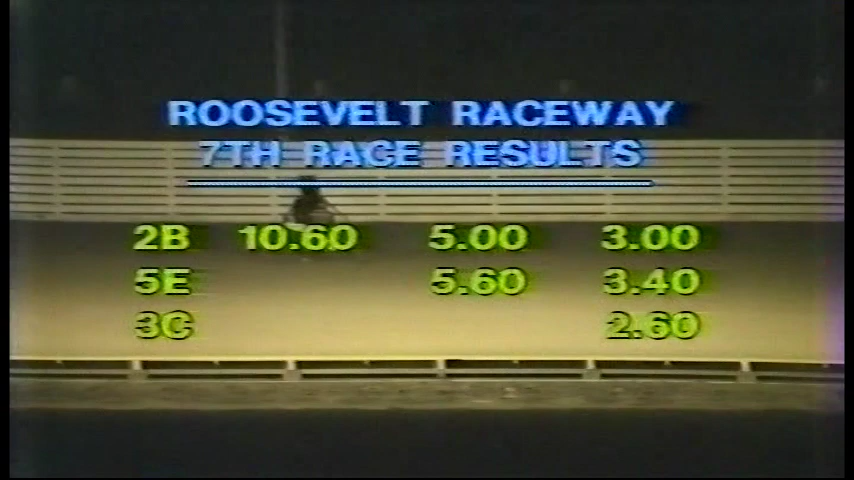 ROOSEVELT RACEWAY
7TH RACE RESULTS
2B 10.60 5.00 3.00
5E 5.60 3.40
3C 2.60